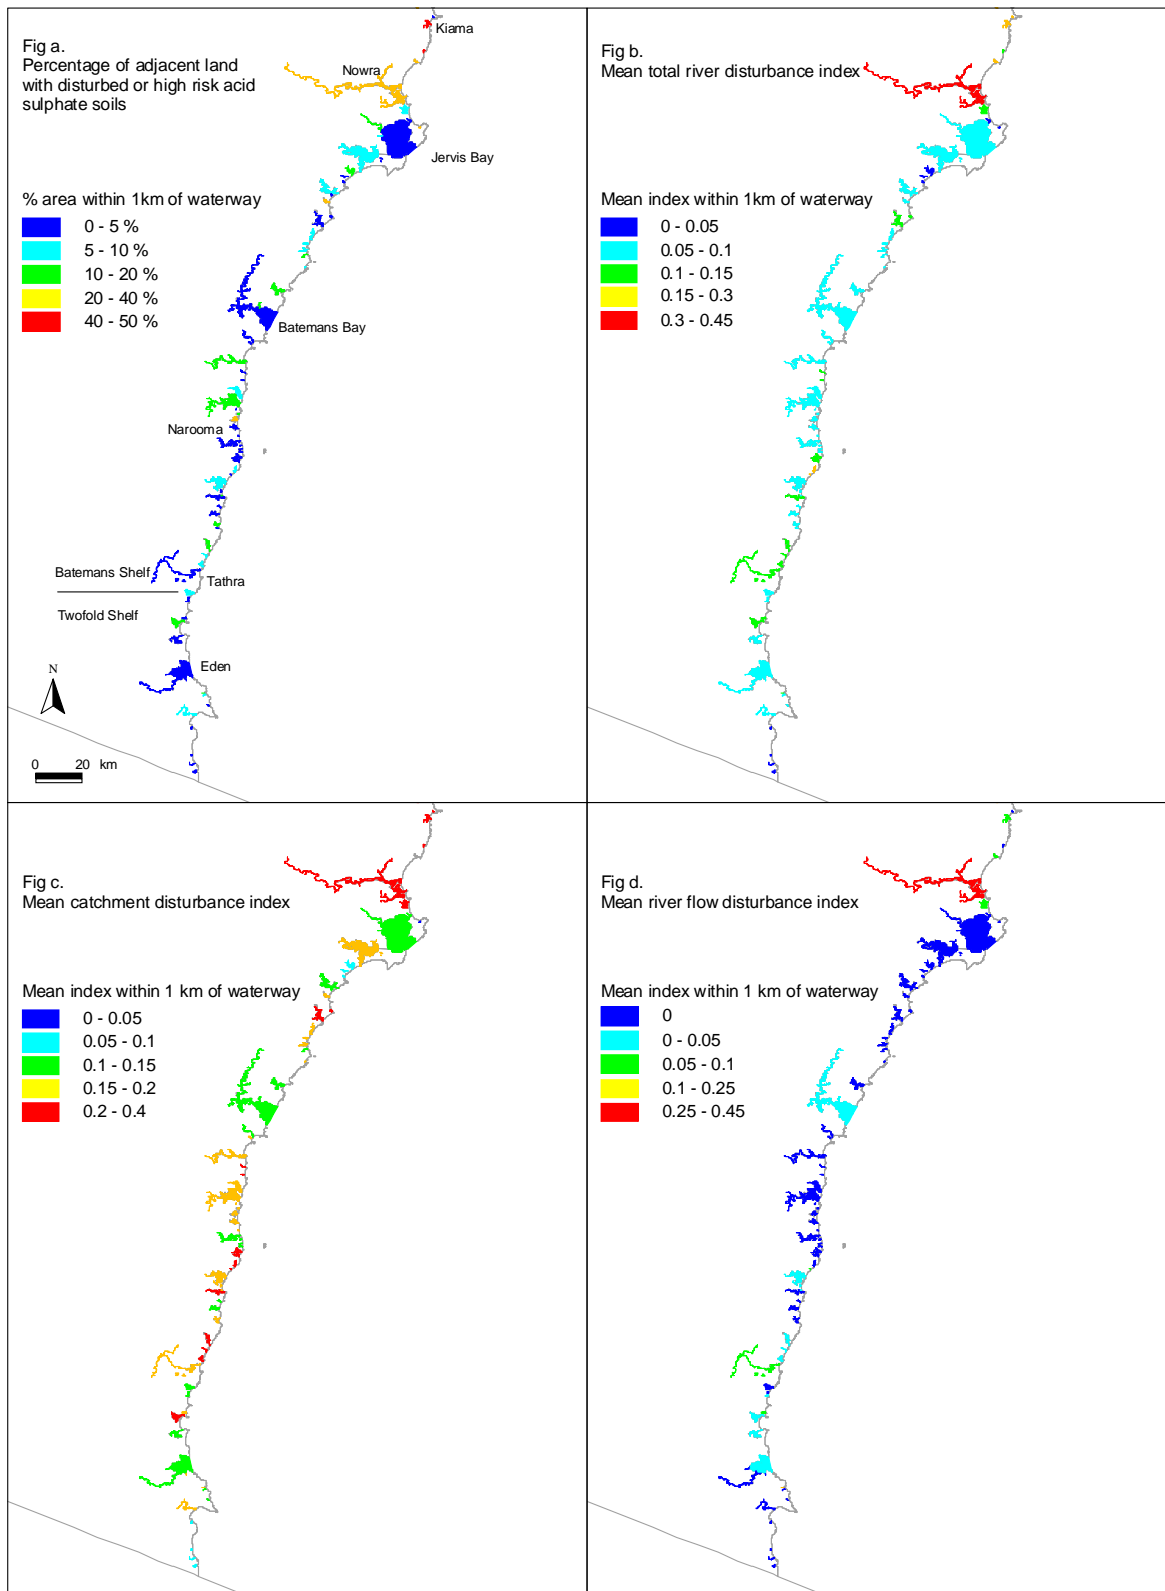 Fig a.
Percentage of adjacent land
with disturbed or high risk acid
sulphate soils
Kiama
Nowra
Jervis Bay
% area within 1km of waterway
0 - 5 %
5 - 10 %
10 - 20 %
20 - 40 %
40 - 50 %
Batemans Bay
Narooma
Batemans Shelf
Tathra
Twofold Shelf
Eden
N
0 20 km
Fig b.
Mean total river disturbance index
Mean index within 1km of waterway
0 - 0.05
0.05 - 0.1
0.1 - 0.15
0.15 - 0.3
0.3 - 0.45
Fig c.
Mean catchment disturbance index
Mean index within 1 km of waterway
0 - 0.05
0.05 - 0.1
0.1 - 0.15
0.15 - 0.2
0.2 - 0.4
Fig d.
Mean river flow disturbance index
Mean index within 1 km of waterway
0
0 - 0.05
0.05 - 0.1
0.1 - 0.25
0.25 - 0.45